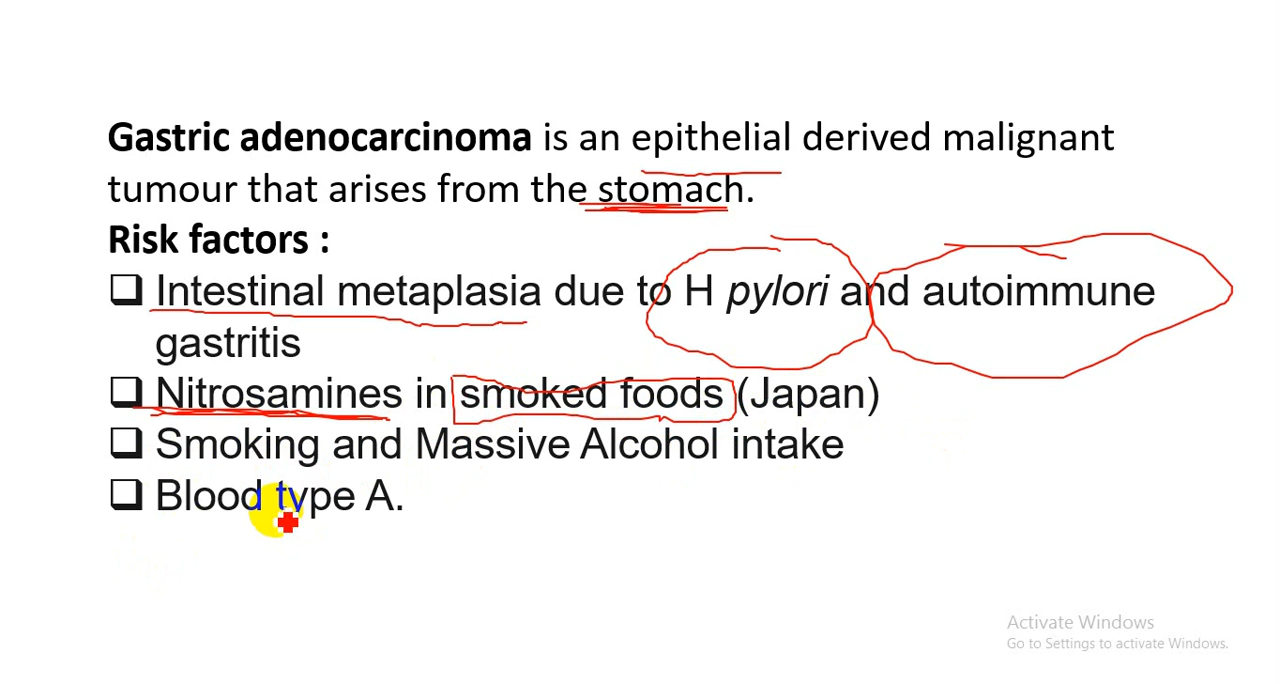 Gastric adenocarcinoma is an epithelial derived malignant
tumour that arises from the stomach.
Risk factors :
Intestinal metaplasia due to H pylori and autoimmune
gastritis
Nitrosamines in smoked foods (Japan)
Smoking and Massive Alcohol intake
Blood type A.
Activate Windows
Go to Settings to activate Windows.